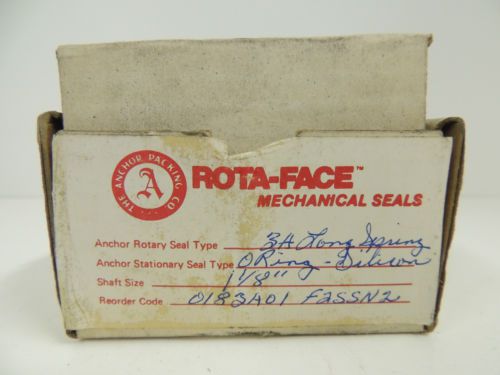 THE ANCHOR PACKING CO.
A
ROTA-FACE™
MECHANICAL SEALS
Anchor Rotary Seal Type 3A Long Spring
Anchor Stationary Seal Type O Ring - Silicon
Shaft Size 1 1/8"
Reorder Code 0183A01 F2SSN2